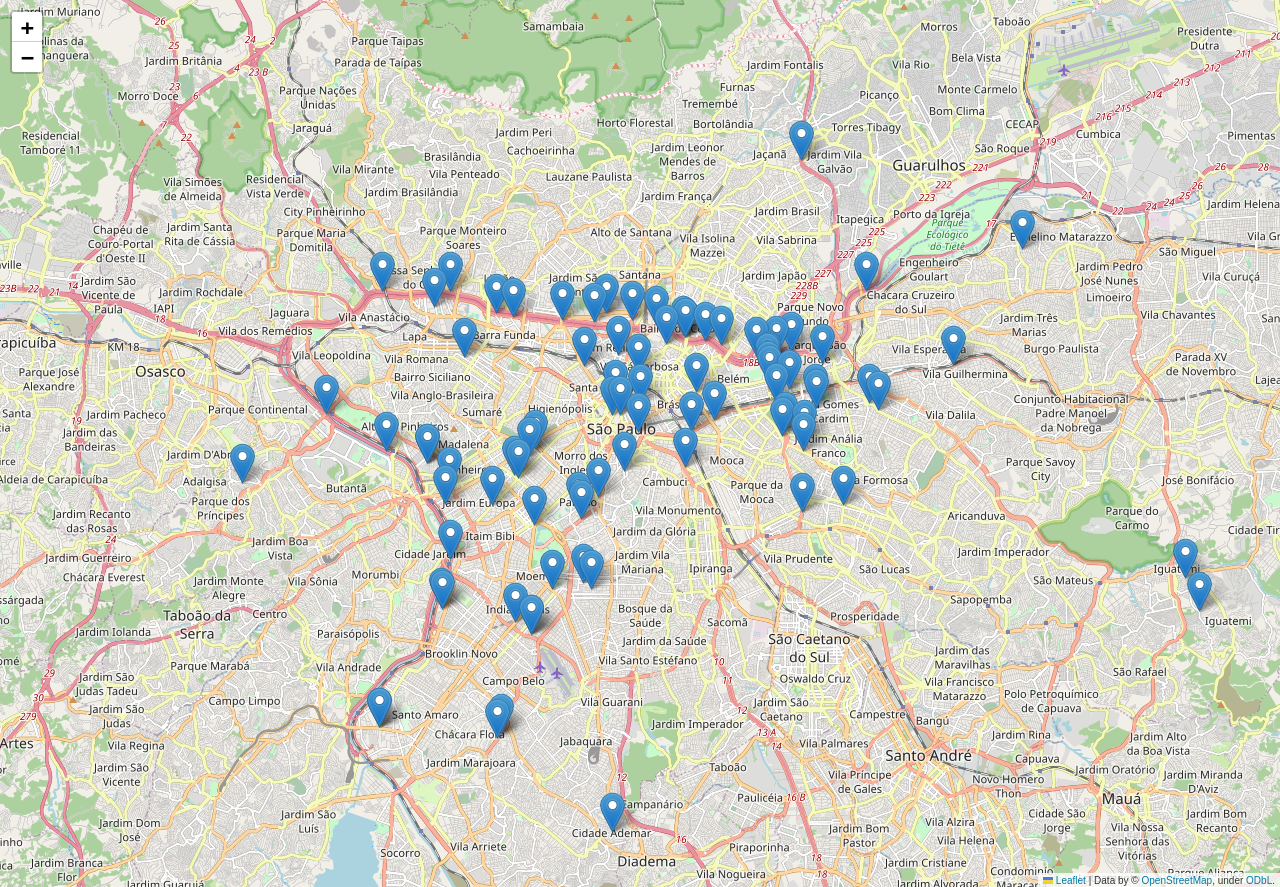 Jardim Muriano
Samambaia
Taboão
Morros
Presidente
Dutra
Parque Taipas
Parada de Taipas
Jardim Britânia
Jardim Fontalis
Vila Rio
Bela Vista
Furnas
Picanço
Monte Carmelo
Morro Doce
Parque Nações
Unidas
Tremembé
Bom Clima
Horto Florestal
Bortolândia
CECAP
Cumbica
Pimentas
Residencial
Tamboré 11
Jaraguá
Jardim Peri
Cachoeirinha
Torres Tibagy
São Roque
Jardim Leonor
Mendes de
Barros
Jaçanã
Jardim Vila
Galvão
Guarulhos
Brasilândia
Vila Penteado
Vila Mirante
Lauzane Paulista
Vila Simões
de Almeida
Residencial
Vista Verde
Jardim Brasilândia
Jardim França
City Pinheirinho
Jardim Brasil
Itapegica
Porto da Igreja
Jardim Helena
Chapéu de
Couro-Portal
d'Oeste II
Jardim Santa
Rita de Cássia
Parque Maria
Domitila
Parque Monteiro
Soares
Alto de Santana
Vila Isolina
Mazzei
Vila Sabrina
Parque
Ecológico
do Tietê
Ermelino Matarazzo
São Miguel
Engenheiro
Goulart
Jardim São
Vicente de
Paula
Jardim Rochdale
IAPI
Jaguara
Santana
Jardim Japão
Jardim Pedro
José Nunes
Limoeiro
Vila Curuçá
Chacara Cruzeiro
do Sul
Vila Anastácio
Parque Novo
Mundo
Jardim Três
Marias
Vila Chavantes
Vila dos Remédios
KM 18
Lapa
Barra Funda
Osasco
Vila Leopoldina
Vila Romana
Bairro Siciliano
Vila Esperança
Burgo Paulista
Parada XV
de Novembro
Parque José
Alexandre
Belém
Vila Guilhermina
Vila Anglo-Brasileira
Parque Continental
Jardim Pacheco
Sumaré
Higienópolis
Conjunto Habitacional
Padre Manoel
da Nobrega
Vila Dalila
Jardim das
Bandeiras
São Paulo
Jardim Anália
Franco
Jardim D'Abril
Adalgisa
Mooca
Parque Savoy
City
Aldeia de Carapicuíba
Butantã
Cambuci
Parque da
Mooca
José Bonifácio
Parque dos
Príncipes
Jardim Europa
Vila Monumento
Aricanduva
Parque do
Carmo
Jardim Recanto
das Rosas
Jardim Boa
Vista
Itaim Bibi
Jardim da Glória
Jardim Guerreiro
Cidade Jardim
Jardim Vila
Mariana
Ipiranga
Vila Prudente
Jardim Imperador
São Lucas
Chácara Everest
Jardim Monte
Alegre
Vila Sônia
Morumbi
Moema
São Mateus
Iguatemi
Sapopemba
Taboão da
Serra
Centro
Bosque da
Saúde
Sacomã
Prosperidade
Iguatemi
Jardim Iolanda
Paraisópolis
Jardim da Saúde
São Caetano
do Sul
Jardim das
Maravilhas
Parque Marabá
Vila Andrade
Brooklin Novo
Vila Santo Estéfano
Oswaldo Cruz
Vila Francisco
Matarazzo
São Rafael
Jardim São
Judas Tadeu
Campo Belo
Campo Limpo
Vila Guarani
Jardim São
Caetano
Polo Petroquímico
de Capuava
Jardim São
Judas
Santo Amaro
Campestre
Bangú
Chácara Flora
Jardim Imperador
Jardim Rina
Artes
Vila Regina
Jabaquara
Vila Palmares
Santo André
Capuava
Jardim Alto
da Boa Vista
Jardim São
Vicente
Jardim Marajoara
Taboão
Vila Príncipe
de Gales
Novo Homero
Thon
Jardim Oratório
Jardim Miranda
D'Aviz
Paulicéia
Mauá
Jardim Dom
José
Jardim São
Luís
Campanário
Cidade Ademar
Jardim Bom
Pastor
Vila Alzira
Vila Helena
Cidade São
Jorge
Vila Nossa
Senhora das
Vitórias
Jardim Bom
Recanto
Socorro
Vila Arriete
Diadema
Piraporinha
Jardim Branca
Flor
Vila Nogueira
Jardim Cristiane
Jardim Alvorada
Jardim Guarujá
Leaflet | Data by © OpenStreetMap, under ODbL.